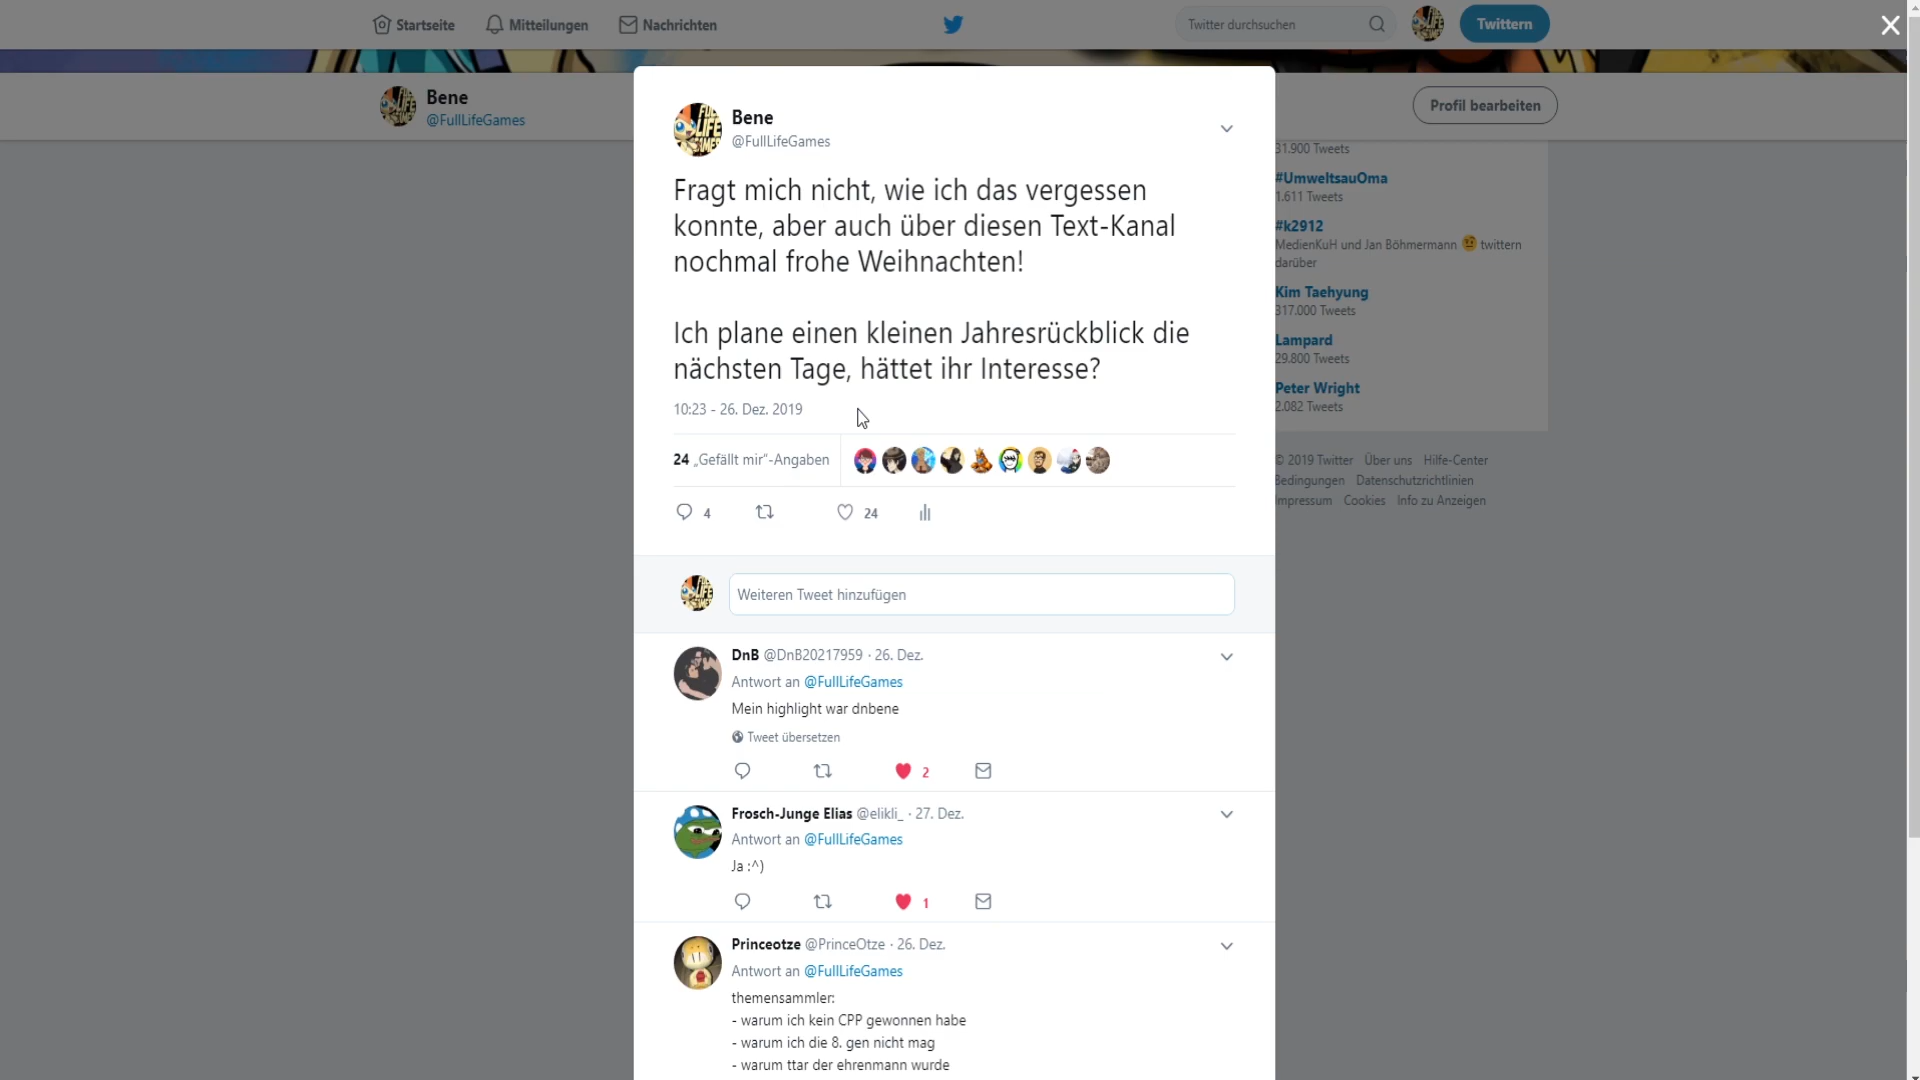 Startseite Mitteilungen Nachrichten Twitter durchsuchen Twittern
Bene
@FullLifeGames
Profil bearbeiten
Bene
@FullLifeGames
Fragt mich nicht, wie ich das vergessen
konnte, aber auch über diesen Text-Kanal
nochmal frohe Weihnachten!
Ich plane einen kleinen Jahresrückblick die
nächsten Tage, hättet ihr Interesse?
10:23 - 26. Dez. 2019
24 „Gefällt mir“-Angaben
4 24
Weiteren Tweet hinzufügen
DnB @DnB20217959 · 26. Dez.
Antwort an @FullLifeGames
Mein highlight war dnbene
Tweet übersetzen
2
Frosch-Junge Elias @elikli_ · 27. Dez.
Antwort an @FullLifeGames
Ja :^)
1
Princeotze @PrinceOtze · 26. Dez.
Antwort an @FullLifeGames
themensammler:
- warum ich kein CPP gewonnen habe
- warum ich die 8. gen nicht mag
- warum ttar der ehrenmann wurde
31.900 Tweets
#UmweltsauOma
1.611 Tweets
#k2912
MedienKuH und Jan Böhmermann twittern
darüber
Kim Taehyung
317.000 Tweets
Lampard
29.800 Tweets
Peter Wright
2.082 Tweets
© 2019 Twitter Über uns Hilfe-Center
Bedingungen Datenschutzrichtlinien
Impressum Cookies Info zu Anzeigen